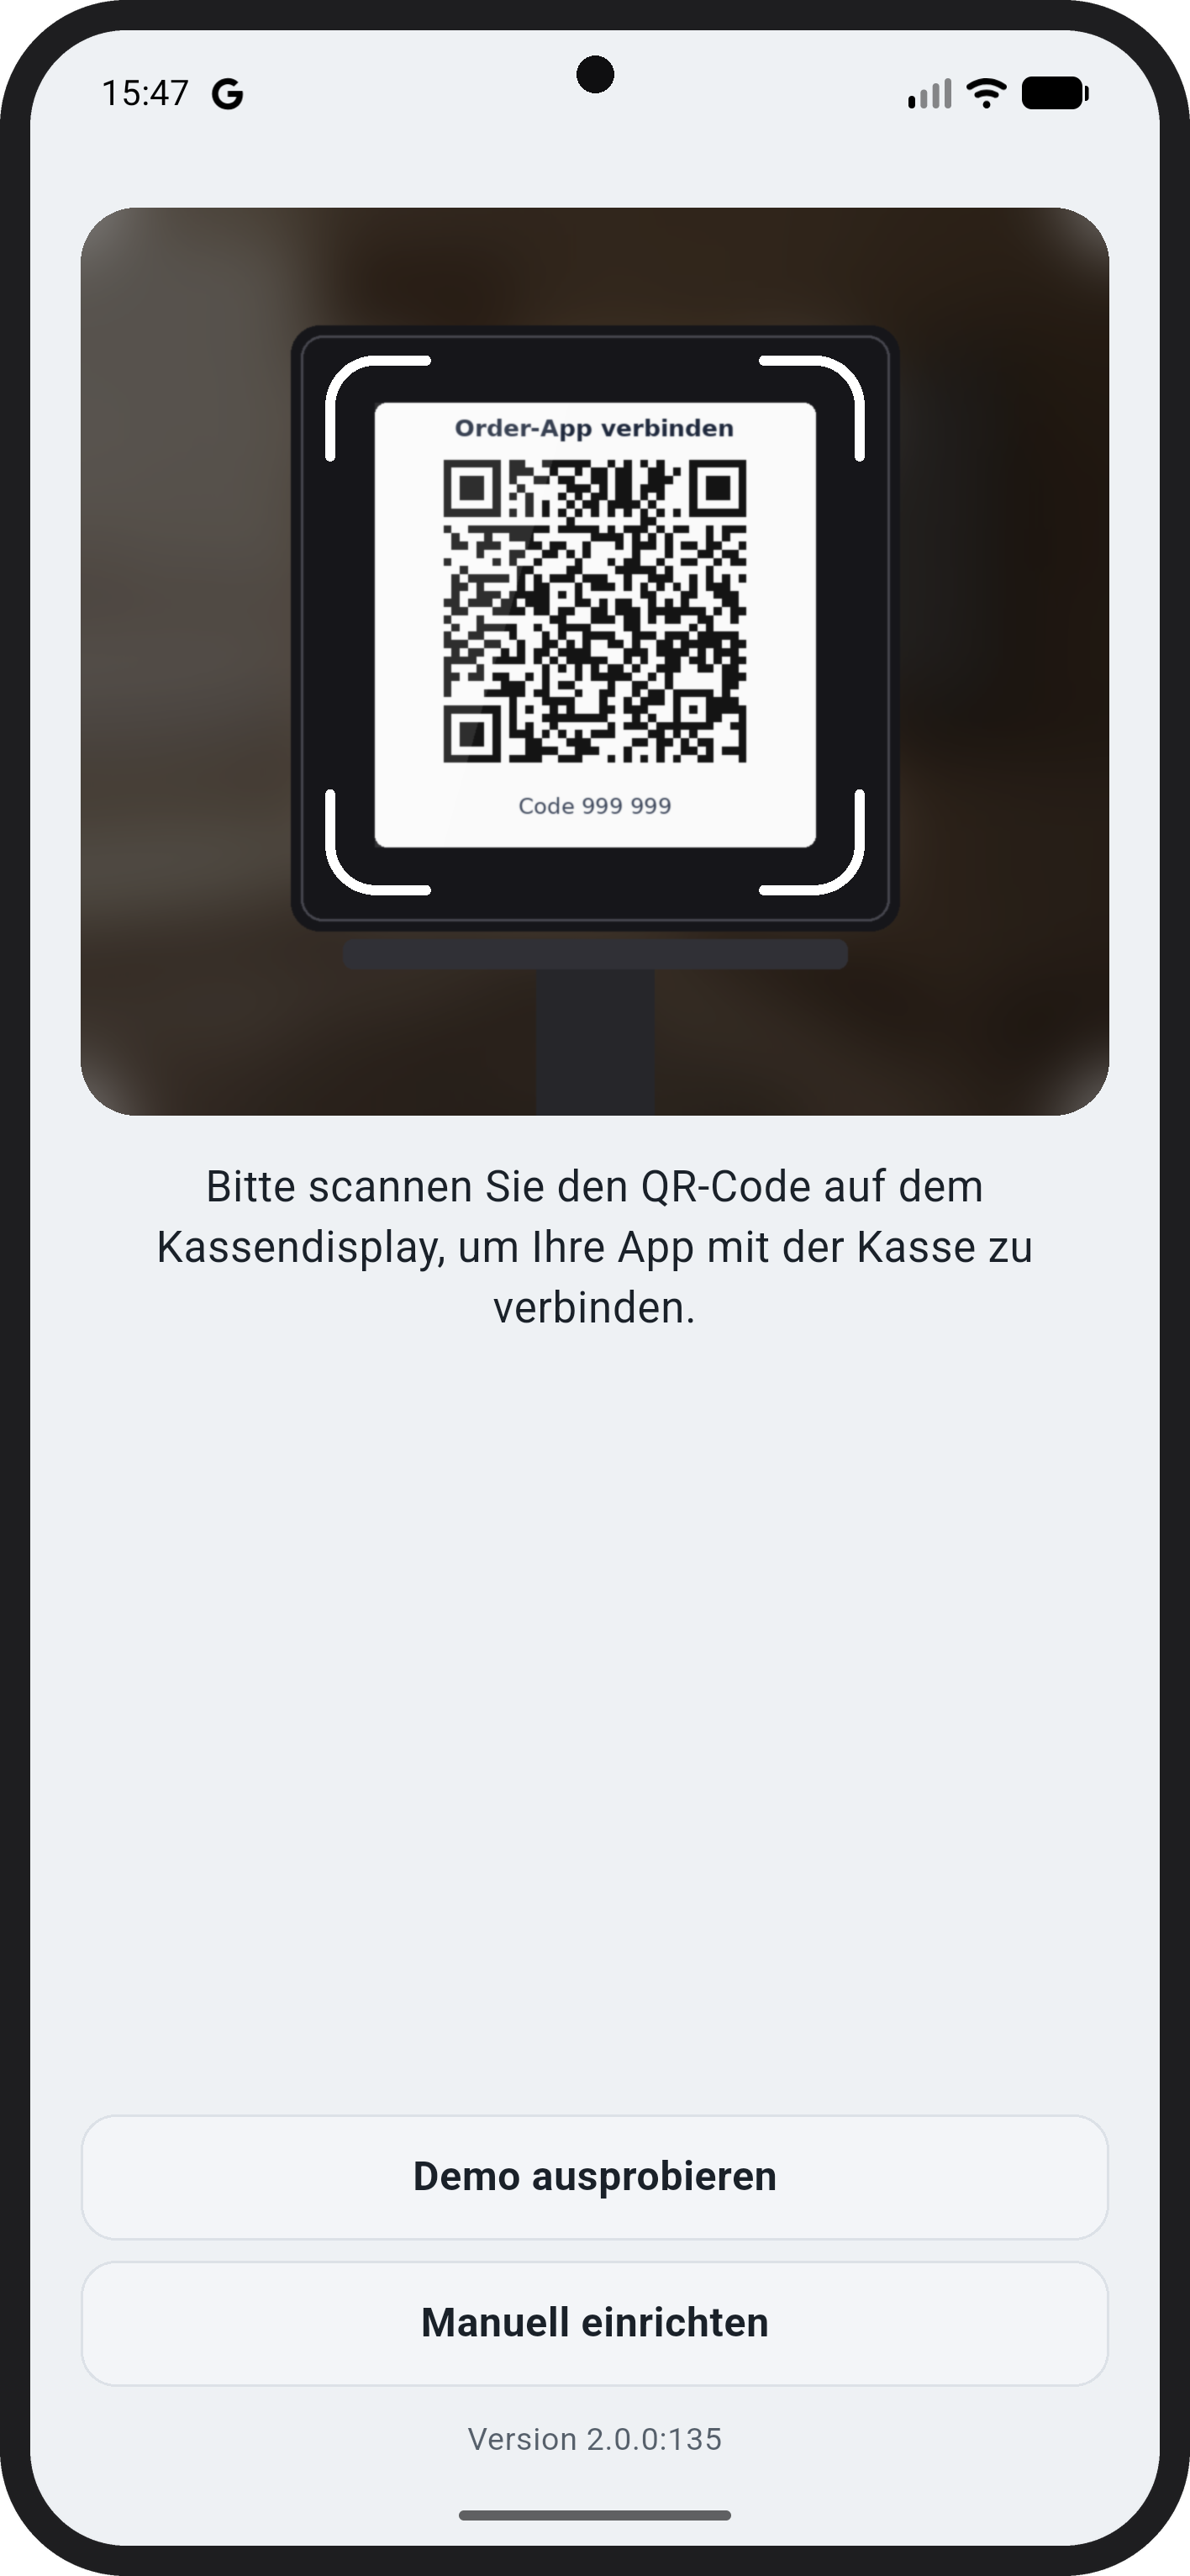 15:47
Order-App verbinden
Code 999 999
Bitte scannen Sie den QR-Code auf dem
Kassendisplay, um Ihre App mit der Kasse zu
verbinden.
Demo ausprobieren
Manuell einrichten
Version 2.0.0:135